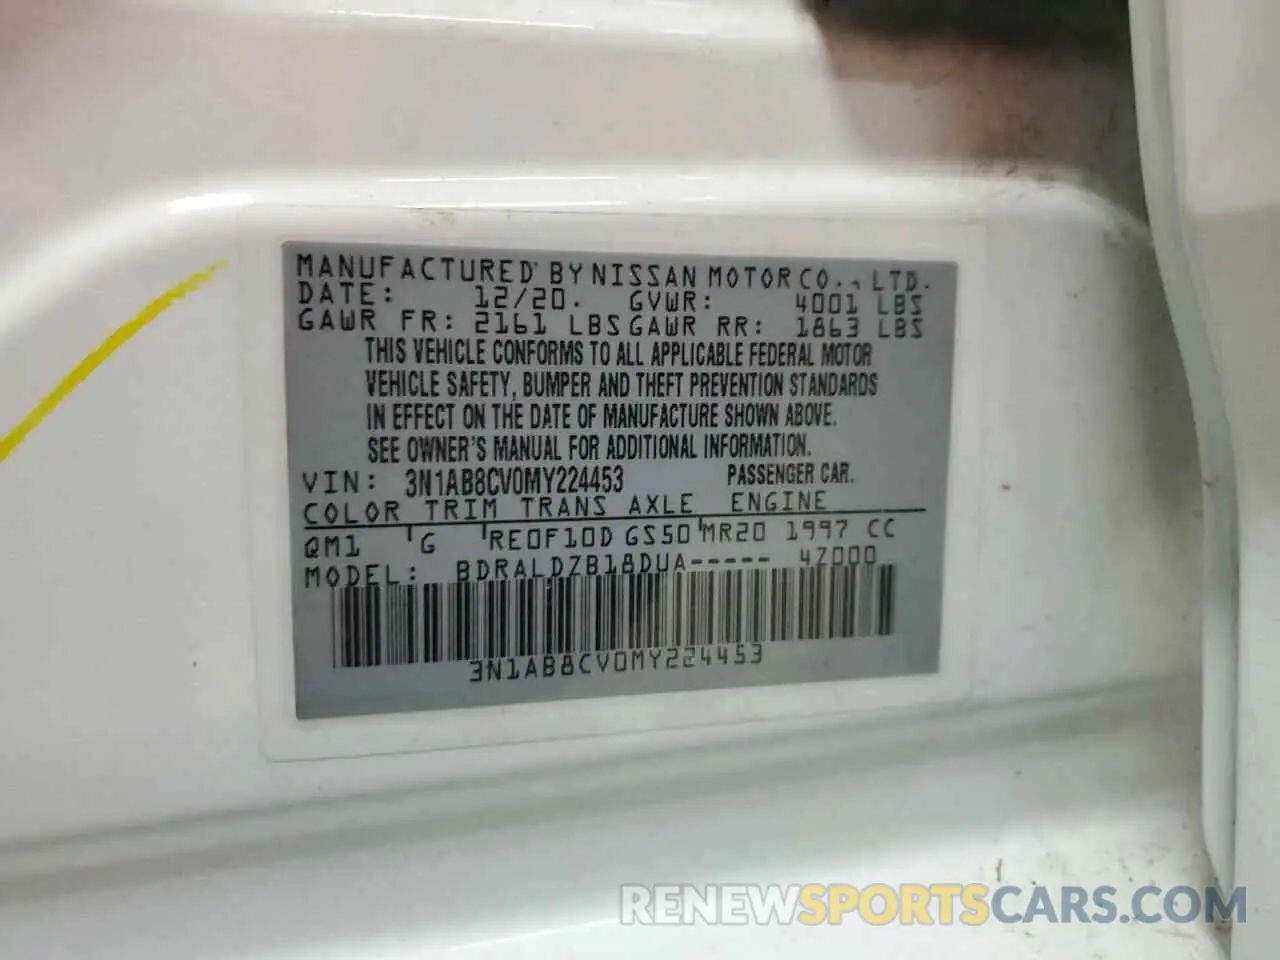 MANUFACTURED BY NISSAN MOTOR CO., LTD.
DATE: 12/20. GVWR: 4001 LBS
GAWR FR: 2161 LBS GAWR RR: 1863 LBS
THIS VEHICLE CONFORMS TO ALL APPLICABLE FEDERAL MOTOR
VEHICLE SAFETY, BUMPER AND THEFT PREVENTION STANDARDS
IN EFFECT ON THE DATE OF MANUFACTURE SHOWN ABOVE.
SEE OWNER'S MANUAL FOR ADDITIONAL INFORMATION.
VIN: 3N1AB8CV0MY224453 PASSENGER CAR.
COLOR TRIM TRANS AXLE ENGINE
QM1 G RE0F10D GS50 MR20 1997 CC
MODEL: BDRALDZB18DUA----- 4Z000
3N1AB8CV0MY224453
RENEWSPORTSCARS.COM